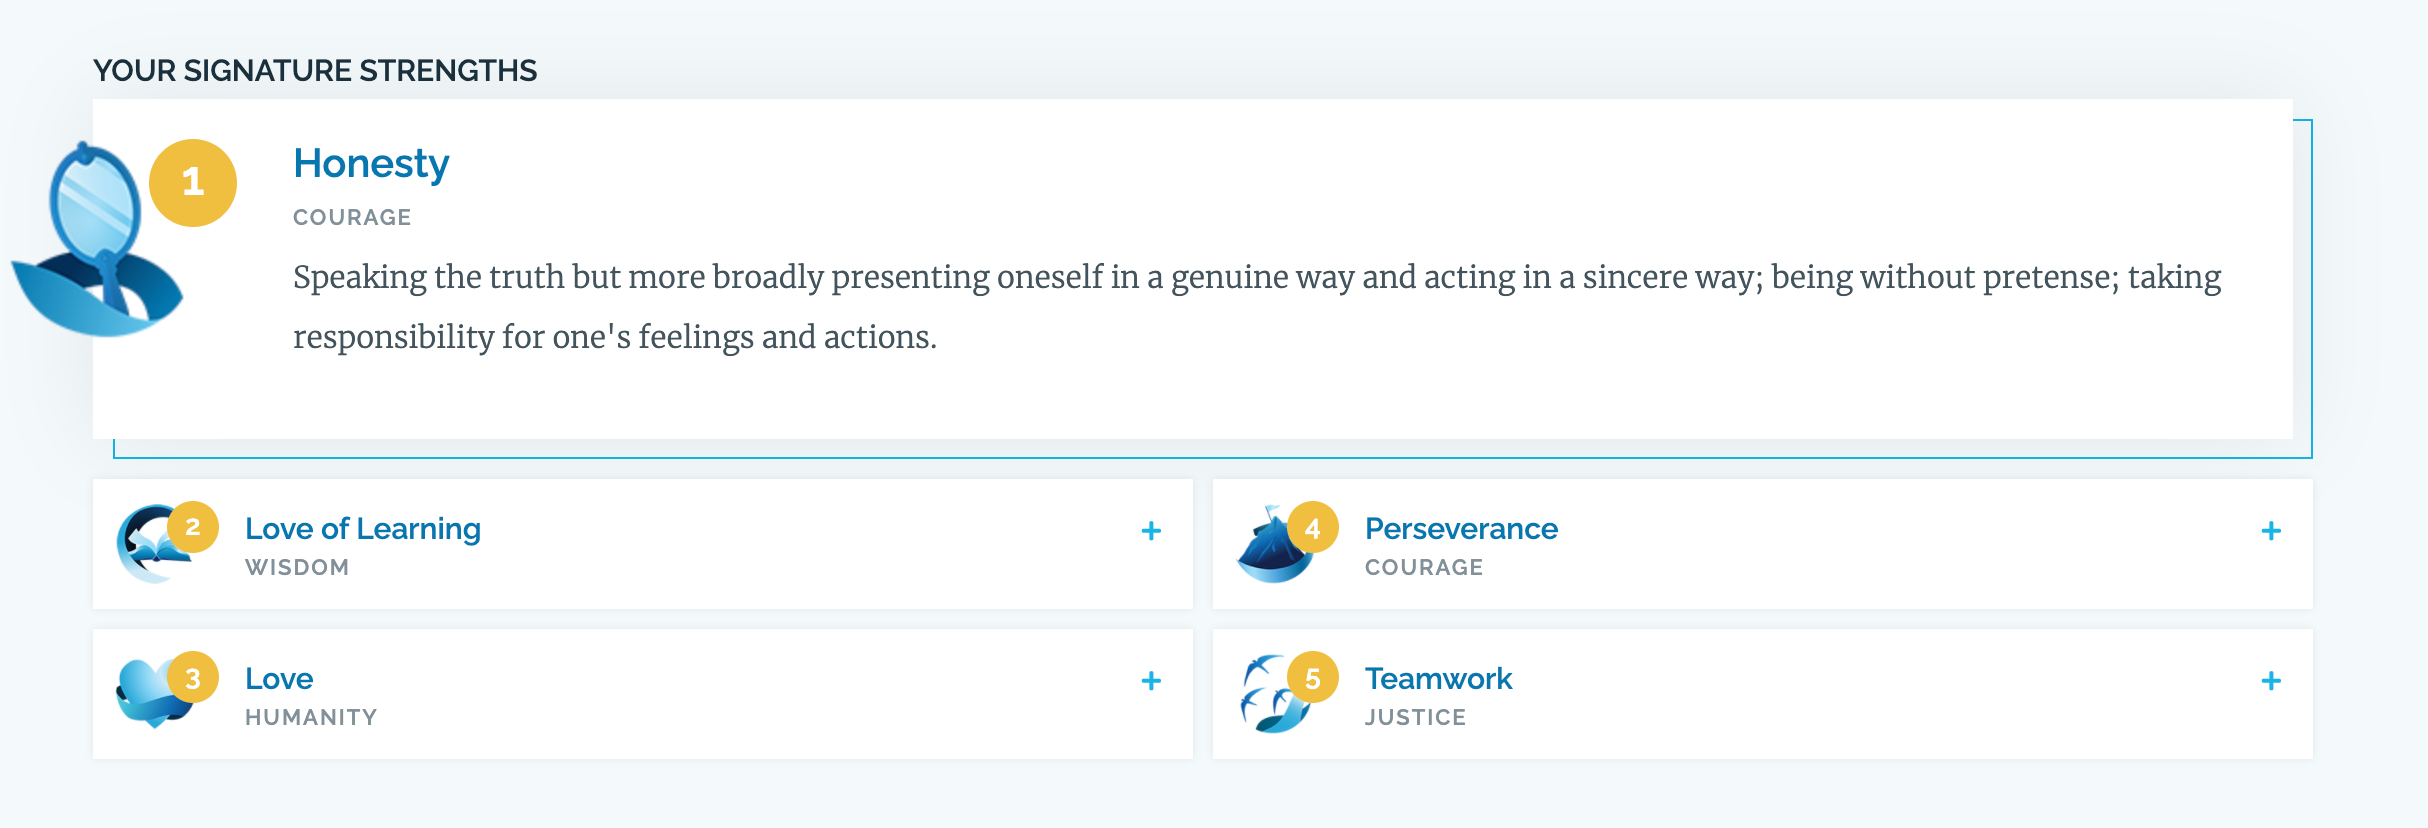 YOUR SIGNATURE STRENGTHS
1
Honesty
COURAGE
Speaking the truth but more broadly presenting oneself in a genuine way and acting in a sincere way; being without pretense; taking
responsibility for one's feelings and actions.
2
Love of Learning
+
WISDOM
3
Love
+
HUMANITY
4
Perseverance
+
COURAGE
5
Teamwork
+
JUSTICE